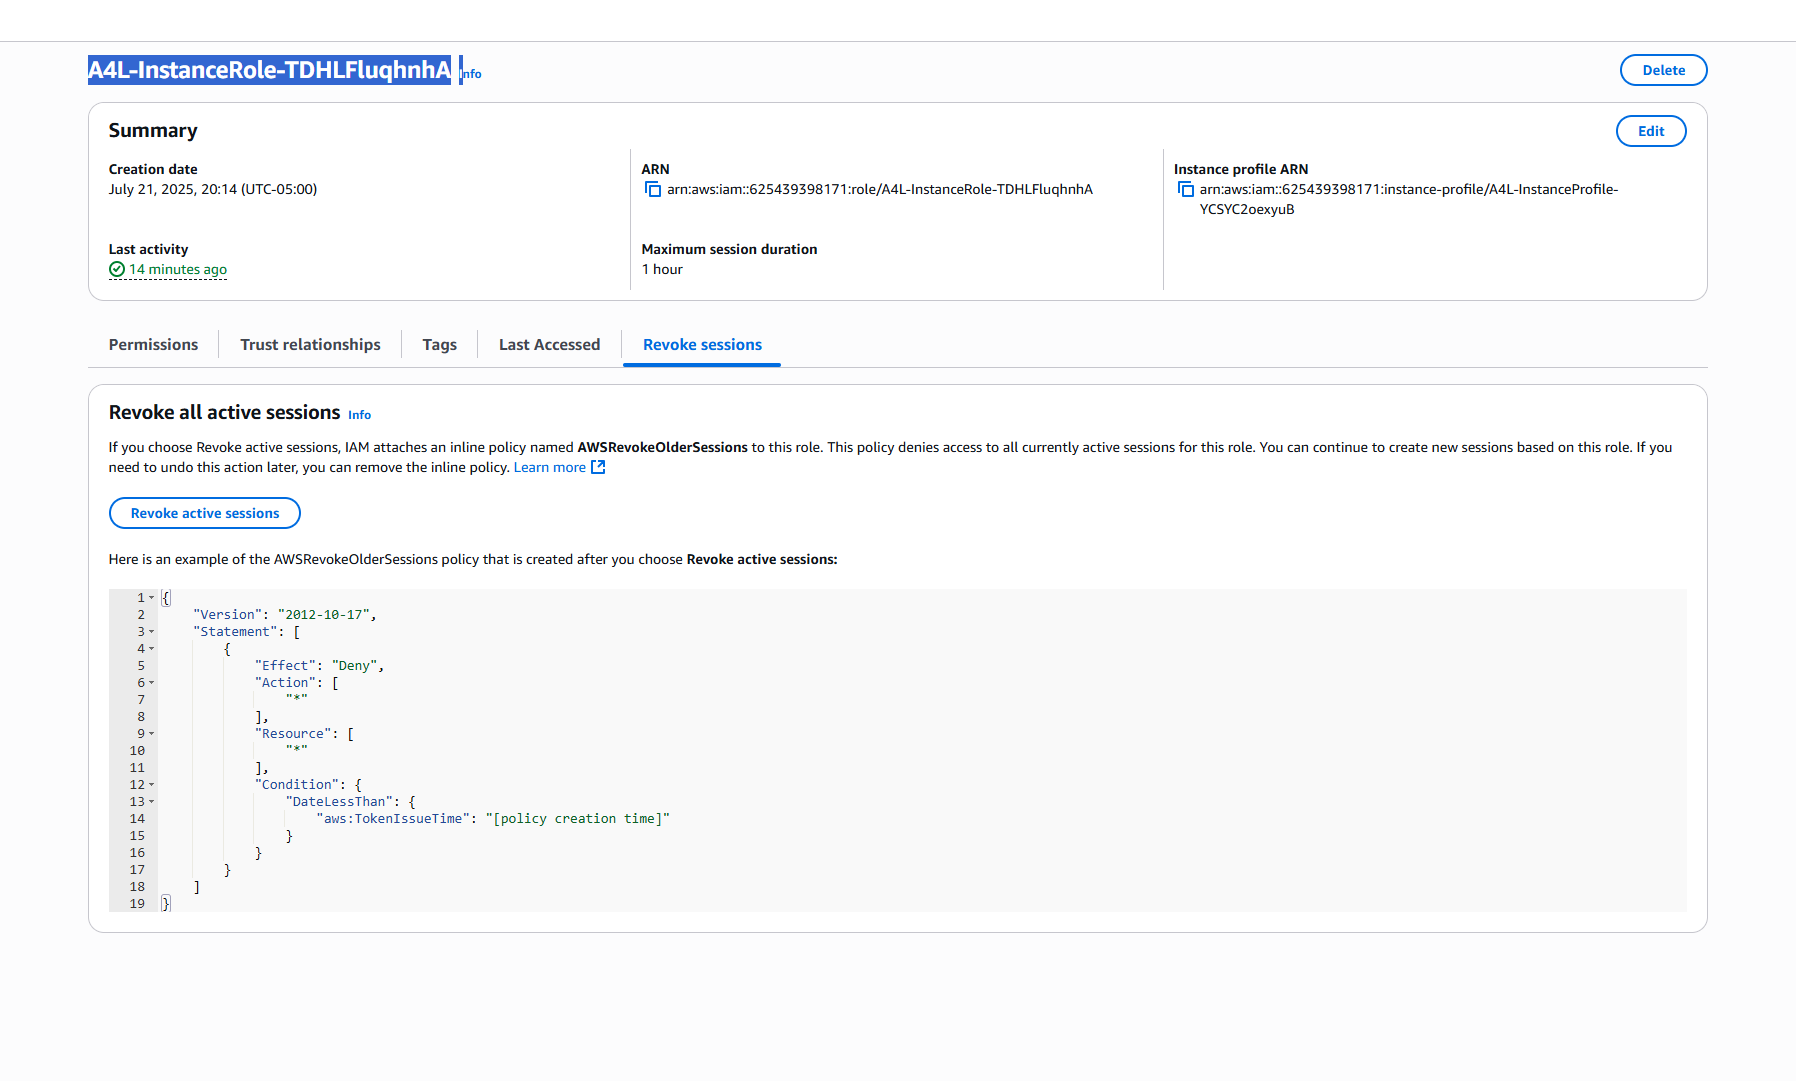 A4L-InstanceRole-TDHLFluqhnhA Info
Delete
Summary
Edit
Creation date
July 21, 2025, 20:14 (UTC-05:00)
ARN
arn:aws:iam::625439398171:role/A4L-InstanceRole-TDHLFluqhnhA
Instance profile ARN
arn:aws:iam::625439398171:instance-profile/A4L-InstanceProfile-
YCSYC2oexyuB
Last activity
14 minutes ago
Maximum session duration
1 hour
Permissions
Trust relationships
Tags
Last Accessed
Revoke sessions
Revoke all active sessions Info
If you choose Revoke active sessions, IAM attaches an inline policy named AWSRevokeOlderSessions to this role. This policy denies access to all currently active sessions for this role. You can continue to create new sessions based on this role. If you
need to undo this action later, you can remove the inline policy. Learn more
Revoke active sessions
Here is an example of the AWSRevokeOlderSessions policy that is created after you choose Revoke active sessions:
1 {
2     "Version": "2012-10-17",
3     "Statement": [
4         {
5             "Effect": "Deny",
6             "Action": [
7                 "*"
8             ],
9             "Resource": [
10                 "*"
11             ],
12             "Condition": {
13                 "DateLessThan": {
14                     "aws:TokenIssueTime": "[policy creation time]"
15                 }
16             }
17         }
18     ]
19 }